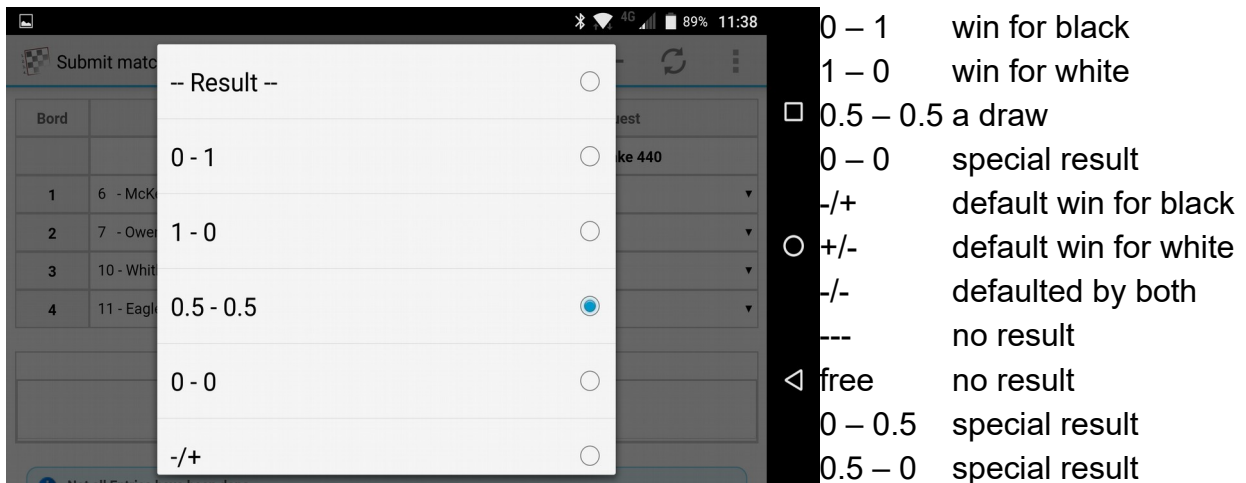 4G 89% 11:38
Submit matc
-- Result --
Bord
uest
ke 440
0 - 1
1 6 - McK
2 7 - Ower
1 - 0
3 10 - Whit
4 11 - Eagl
0.5 - 0.5
0 - 0
-/+
0 – 1 win for black
1 – 0 win for white
0.5 – 0.5 a draw
0 – 0 special result
-/+ default win for black
+/- default win for white
-/- defaulted by both
--- no result
free no result
0 – 0.5 special result
0.5 – 0 special result